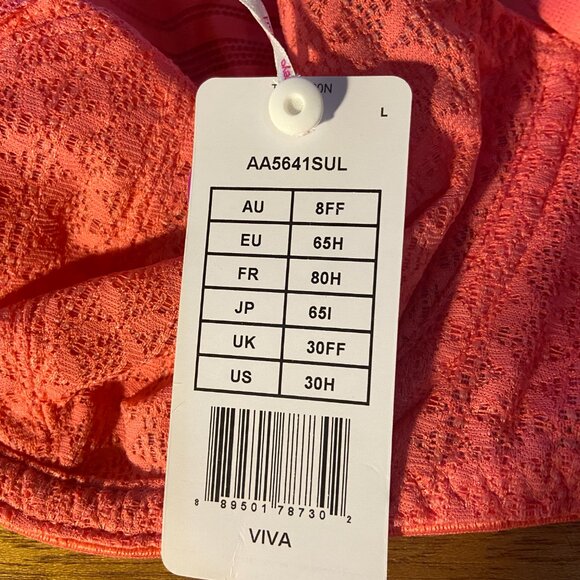 L
AA5641SUL
AU 8FF
EU 65H
FR 80H
JP 65I
UK 30FF
US 30H
8 89501 78730 2
VIVA